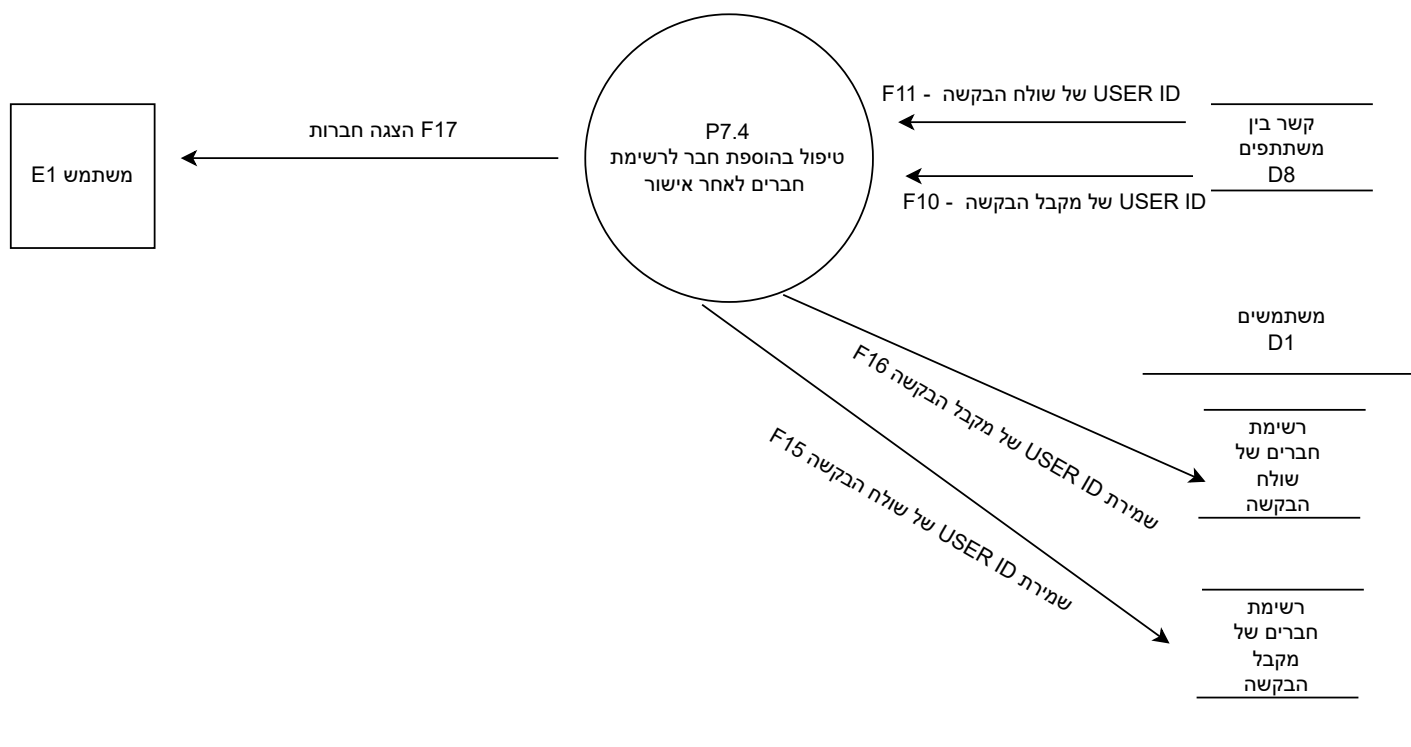 F11 - של שולח הבקשה USER ID
קשר בין
משתתפים
D8
F10 - של מקבל הבקשה USER ID
P7.4
טיפול בהוספת חבר לרשימת
חברים לאחר אישור
F17 הצגה חברות
משתמש E1
משתמשים
D1
שמירת USER ID של מקבל הבקשה F16
רשימת
חברים של
שולח
הבקשה
שמירת USER ID של שולח הבקשה F15
רשימת
חברים של
מקבל
הבקשה